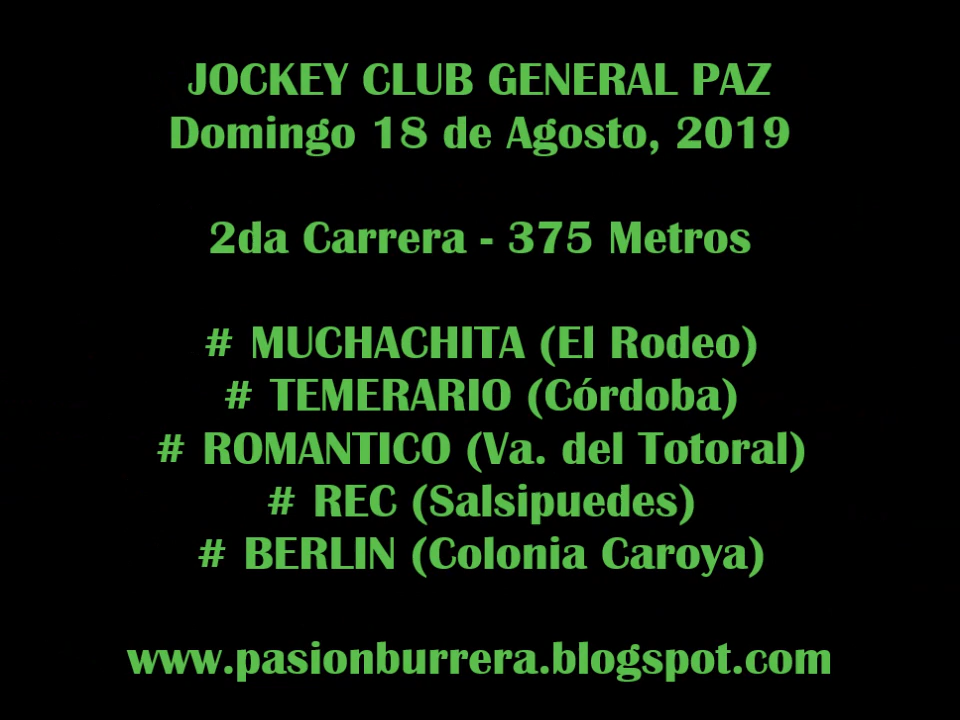 JOCKEY CLUB GENERAL PAZ
Domingo 18 de Agosto, 2019
2da Carrera - 375 Metros
# MUCHACHITA (El Rodeo)
# TEMERARIO (Córdoba)
# ROMANTICO (Va. del Totoral)
# REC (Salsipuedes)
# BERLIN (Colonia Caroya)
www.pasionburrera.blogspot.com